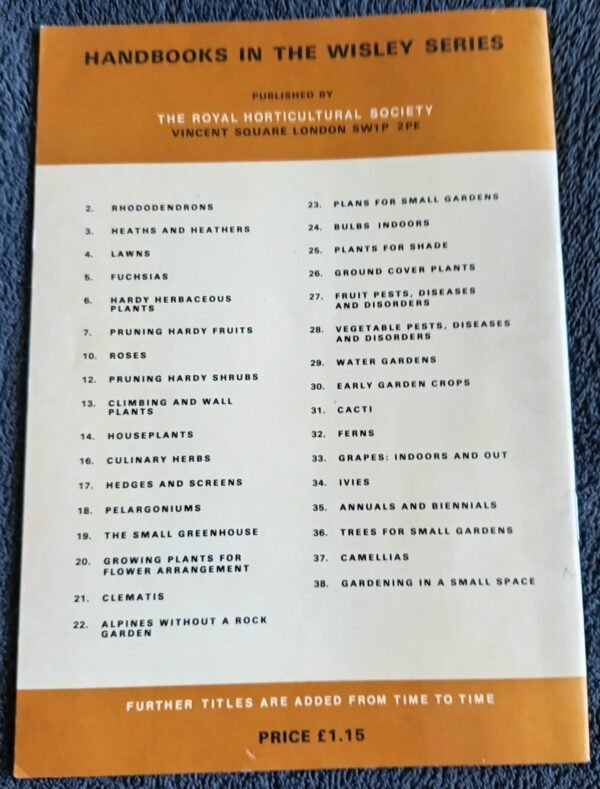 HANDBOOKS IN THE WISLEY SERIES
PUBLISHED BY
THE ROYAL HORTICULTURAL SOCIETY
VINCENT SQUARE LONDON SW1P 2PE
2. RHODODENDRONS
3. HEATHS AND HEATHERS
4. LAWNS
5. FUCHSIAS
6. HARDY HERBACEOUS
PLANTS
7. PRUNING HARDY FRUITS
10. ROSES
12. PRUNING HARDY SHRUBS
13. CLIMBING AND WALL
PLANTS
14. HOUSEPLANTS
16. CULINARY HERBS
17. HEDGES AND SCREENS
18. PELARGONIUMS
19. THE SMALL GREENHOUSE
20. GROWING PLANTS FOR
FLOWER ARRANGEMENT
21. CLEMATIS
22. ALPINES WITHOUT A ROCK
GARDEN
23. PLANS FOR SMALL GARDENS
24. BULBS INDOORS
25. PLANTS FOR SHADE
26. GROUND COVER PLANTS
27. FRUIT PESTS, DISEASES
AND DISORDERS
28. VEGETABLE PESTS, DISEASES
AND DISORDERS
29. WATER GARDENS
30. EARLY GARDEN CROPS
31. CACTI
32. FERNS
33. GRAPES: INDOORS AND OUT
34. IVIES
35. ANNUALS AND BIENNIALS
36. TREES FOR SMALL GARDENS
37. CAMELLIAS
38. GARDENING IN A SMALL SPACE
FURTHER TITLES ARE ADDED FROM TIME TO TIME
PRICE £1.15